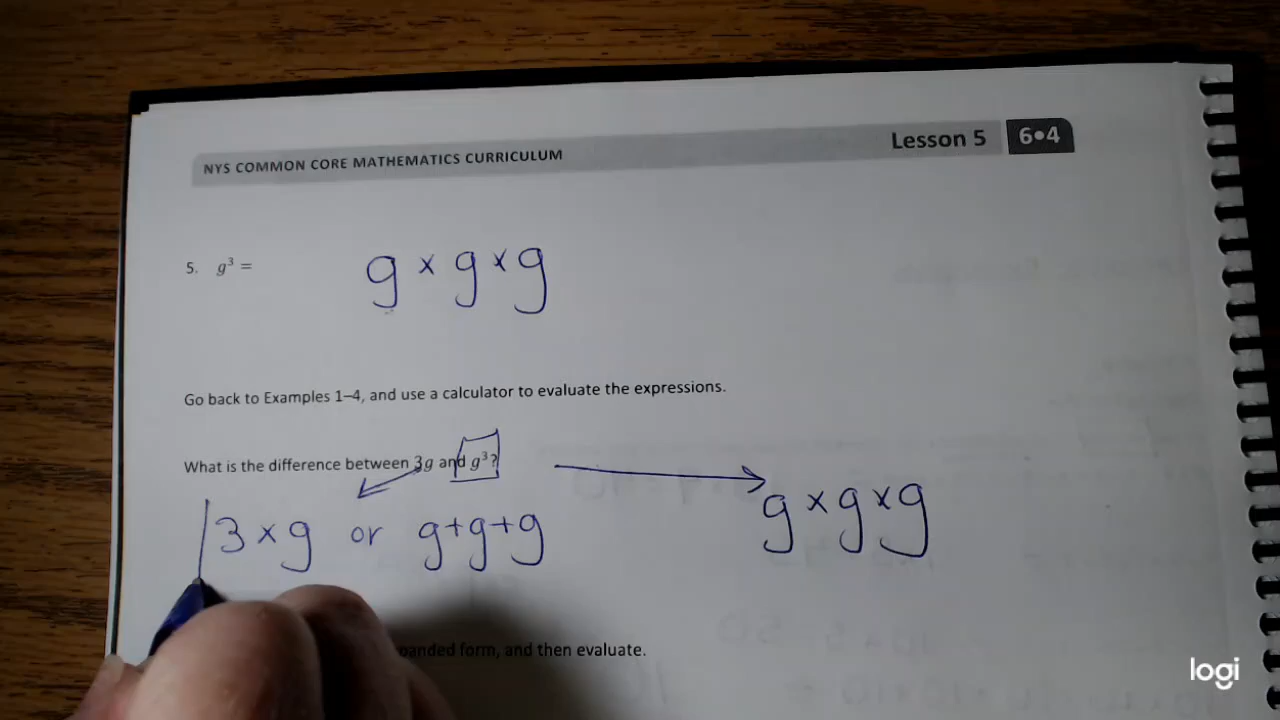 NYS COMMON CORE MATHEMATICS CURRICULUM Lesson 5 6•4
5. g³ = g × g × g
Go back to Examples 1–4, and use a calculator to evaluate the expressions.
What is the difference between 3g and g³?
3 × g or g+g+g g × g × g
form, and then evaluate.
logi